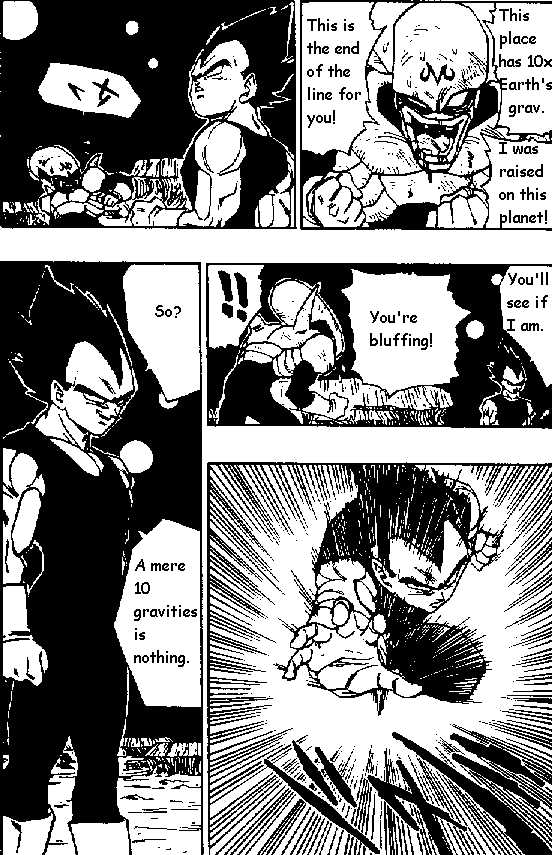 This is
the end
of the
line for
you!
This
place
has 10x
Earth's
grav.
I was
raised
on this
planet!
So?
A mere
10
gravities
is
nothing.
!!
You're
bluffing!
You'll
see if
I am.